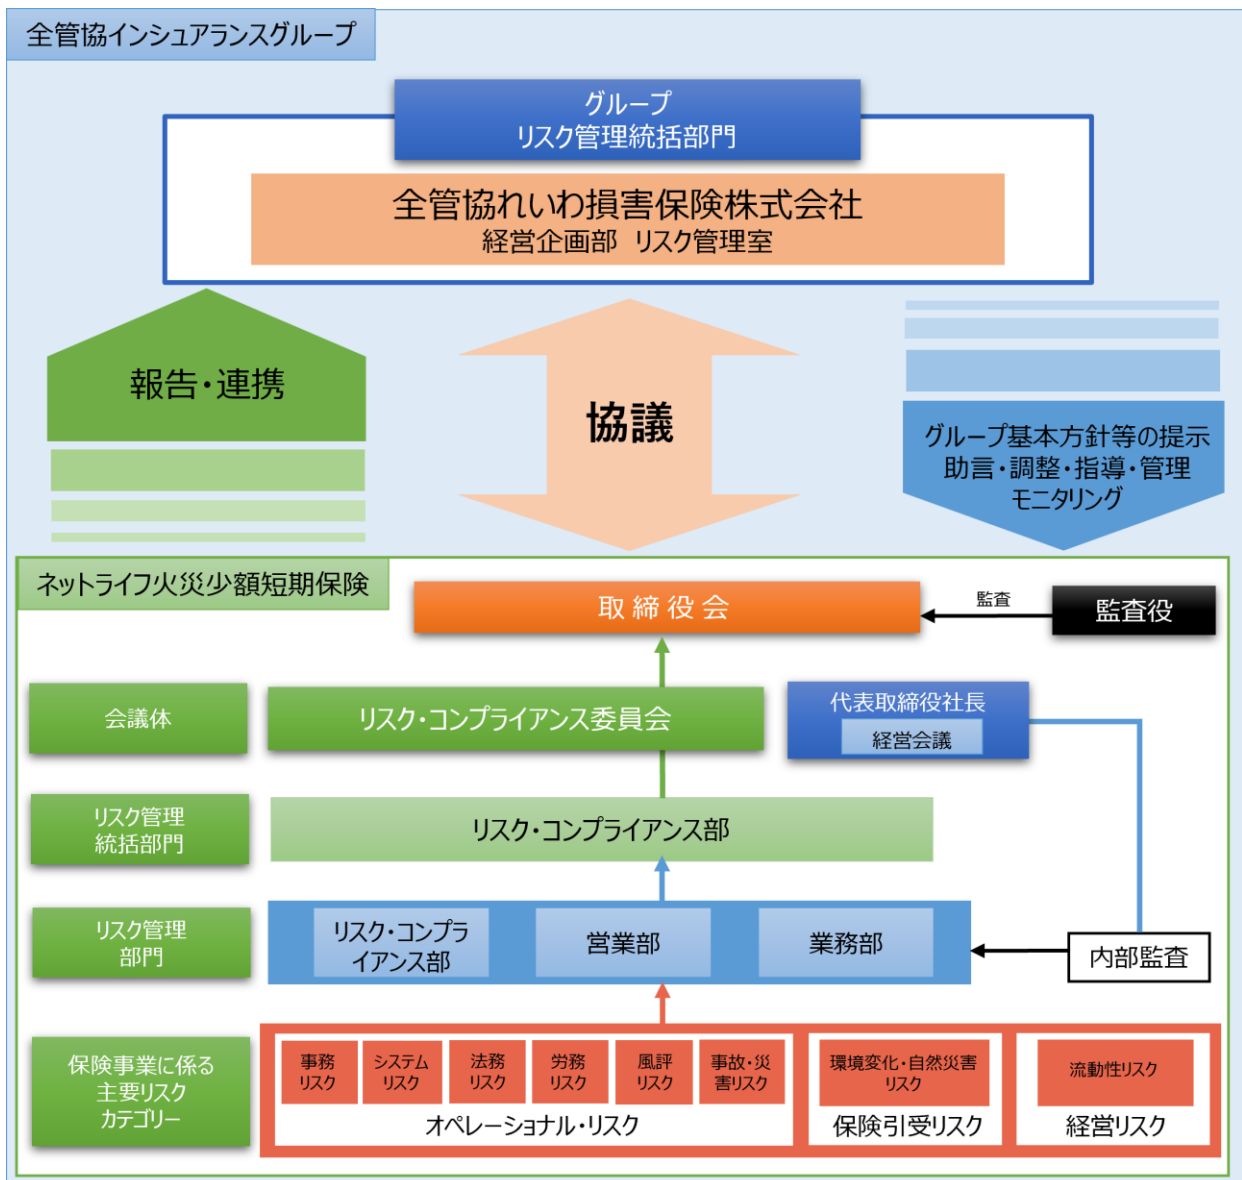 全管協インシュアランスグループ
グループ
リスク管理統括部門
全管協れいわ損害保険株式会社
経営企画部 リスク管理室
報告・連携
協議
グループ基本方針等の提示
助言・調整・指導・管理
モニタリング
ネットライフ火災少額短期保険
取締役会
監査
監査役
会議体
リスク・コンプライアンス委員会
代表取締役社長
経営会議
リスク管理
統括部門
リスク・コンプライアンス部
リスク管理
部門
リスク・コンプラ
イアンス部
営業部
業務部
内部監査
保険事業に係る
主要リスク
カテゴリー
事務
リスク
システム
リスク
法務
リスク
労務
リスク
風評
リスク
事故・災
害リスク
オペレーショナル・リスク
環境変化・自然災害
リスク
保険引受リスク
流動性リスク
経営リスク